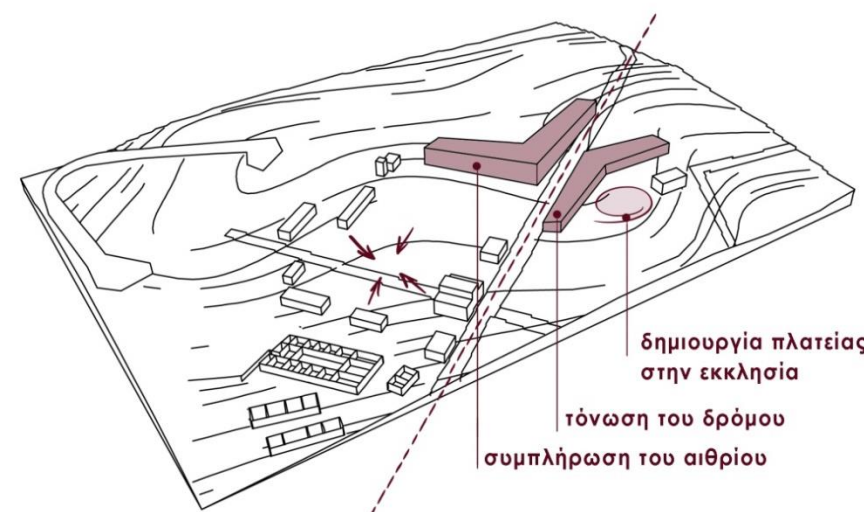 δημιουργία πλατείας
στην εκκλησία
τόνωση του δρόμου
συμπλήρωση του αιθρίου